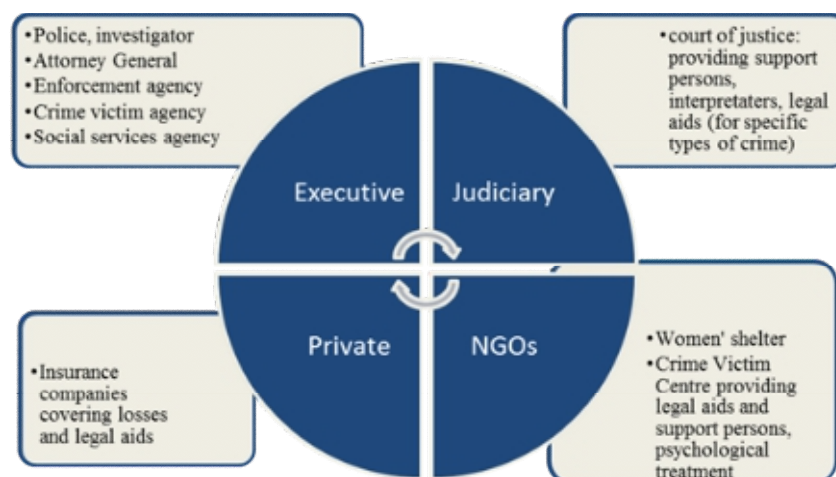 •Police, investigator
•Attorney General
•Enforcement agency
•Crime victim agency
•Social services agency
•court of justice:
providing support
persons,
interpretaters, legal
aids (for specific
types of crime)
Executive
Judiciary
Private
NGOs
•Insurance
companies
covering losses
and legal aids
•Women' shelter
•Crime Victim
Centre providing
legal aids and
support persons,
psychological
treatment